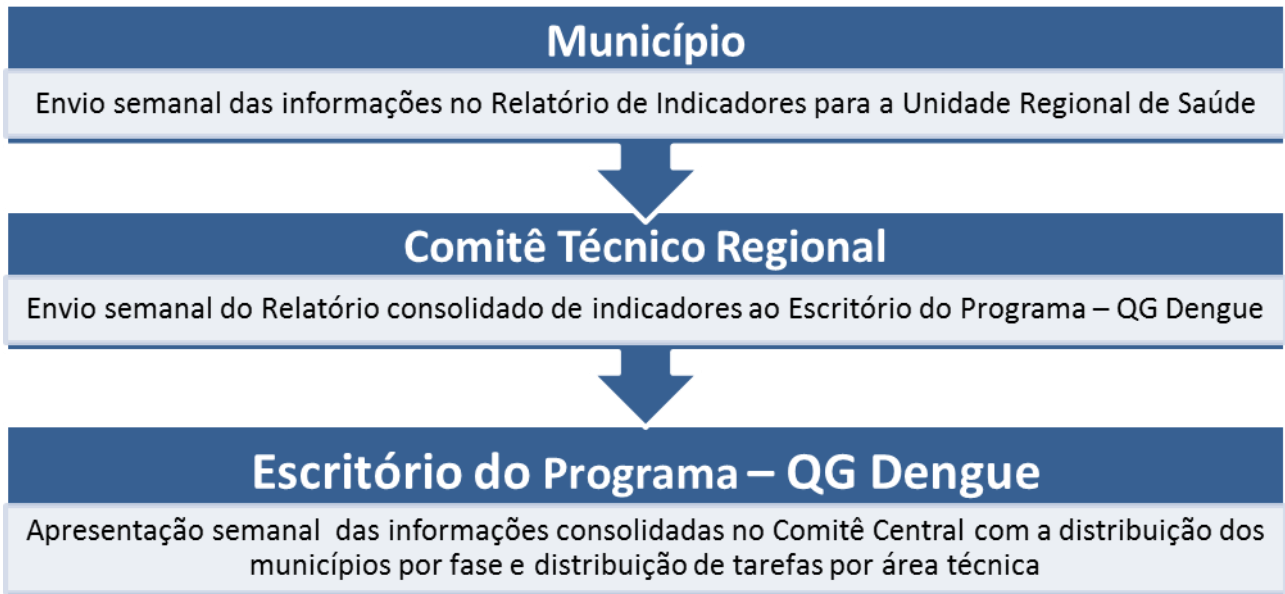 Município
Envio semanal das informações no Relatório de Indicadores para a Unidade Regional de Saúde
Comitê Técnico Regional
Envio semanal do Relatório consolidado de indicadores ao Escritório do Programa – QG Dengue
Escritório do Programa – QG Dengue
Apresentação semanal das informações consolidadas no Comitê Central com a distribuição dos
municípios por fase e distribuição de tarefas por área técnica